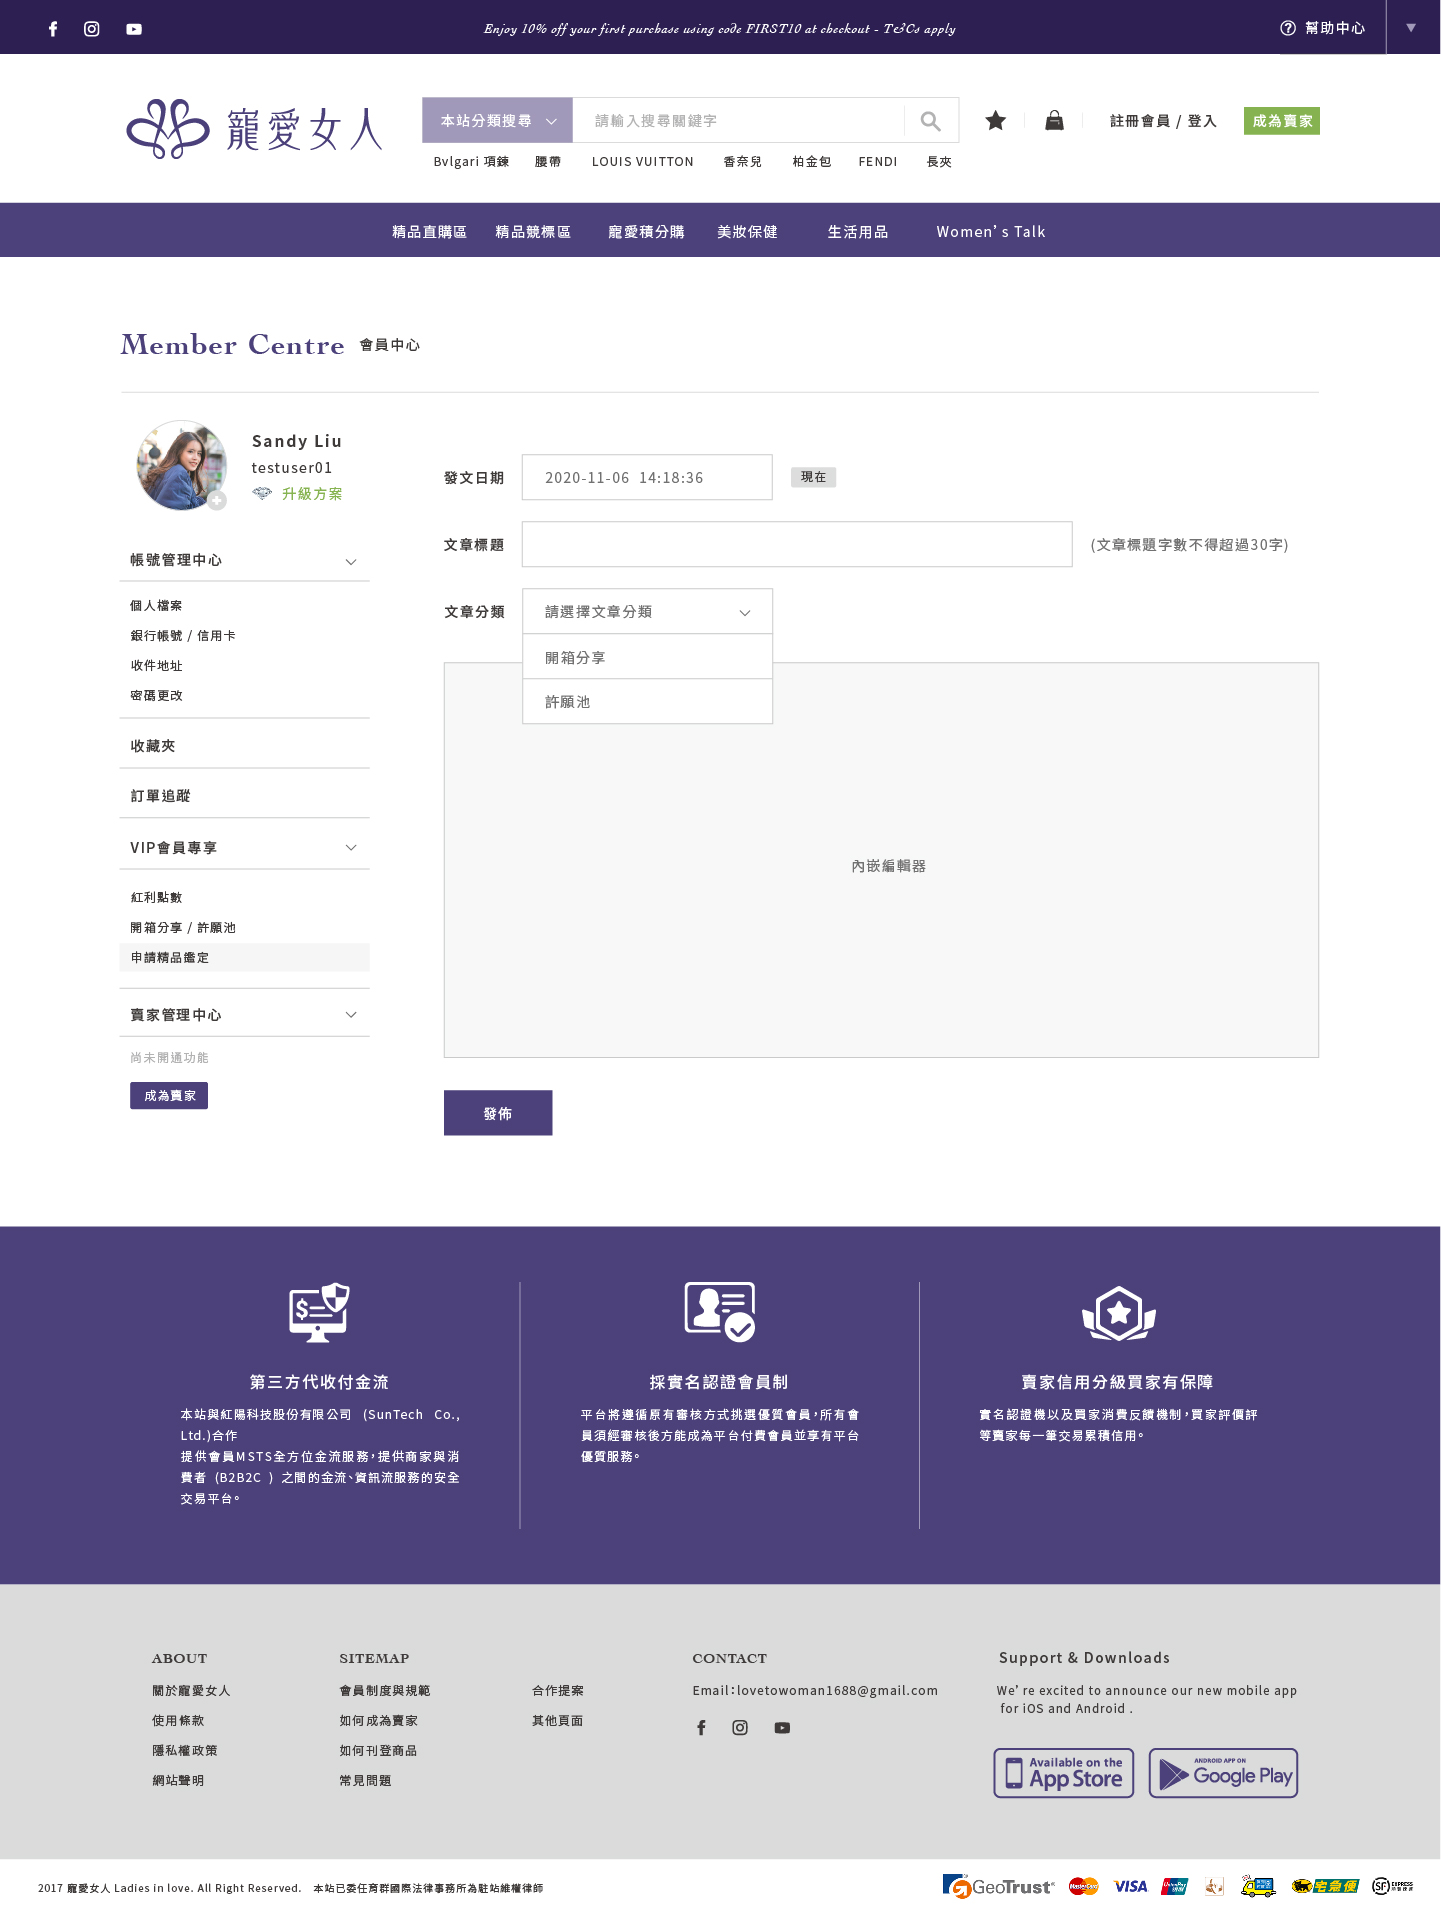 Enjoy 10% off your first purchase using code FIRST10 at checkout - T&Cs apply
幫助中心
寵愛女人
本站分類搜尋
請輸入搜尋關鍵字
註冊會員 / 登入
成為賣家
Bvlgari 項鍊 腰帶 LOUIS VUITTON 香奈兒 柏金包 FENDI 長夾
精品直購區 精品競標區 寵愛積分購 美妝保健 生活用品 Women’s Talk
Member Centre 會員中心
Sandy Liu
testuser01
升級方案
帳號管理中心
個人檔案
銀行帳號 / 信用卡
收件地址
密碼更改
收藏夾
訂單追蹤
VIP會員專享
紅利點數
開箱分享 / 許願池
申請精品鑑定
賣家管理中心
尚未開通功能
成為賣家
發文日期 2020-11-06 14:18:36 現在
文章標題 (文章標題字數不得超過30字)
文章分類 請選擇文章分類
開箱分享
許願池
內嵌編輯器
發佈
第三方代收付金流
本站與紅陽科技股份有限公司 (SunTech Co.,
Ltd.)合作
提供會員MSTS全方位金流服務,提供商家與消
費者 (B2B2C ) 之間的金流、資訊流服務的安全
交易平台。
採實名認證會員制
平台將遵循原有審核方式挑選優質會員,所有會
員須經審核後方能成為平台付費會員並享有平台
優質服務。
賣家信用分級買家有保障
實名認證機以及買家消費反饋機制,買家評價評
等賣家每一筆交易累積信用。
ABOUT
關於寵愛女人
使用條款
隱私權政策
網站聲明
SITEMAP
會員制度與規範
如何成為賣家
如何刊登商品
常見問題
合作提案
其他頁面
CONTACT
Email:lovetowoman1688@gmail.com
Support & Downloads
We’re excited to announce our new mobile app
for iOS and Android .
Available on the
App Store
ANDROID APP ON
Google Play
2017 寵愛女人 Ladies in love. All Right Reserved. 本站已委任育群國際法律事務所為駐站維權律師
GeoTrust
MasterCard
VISA
UnionPay
宅急便
SF EXPRESS